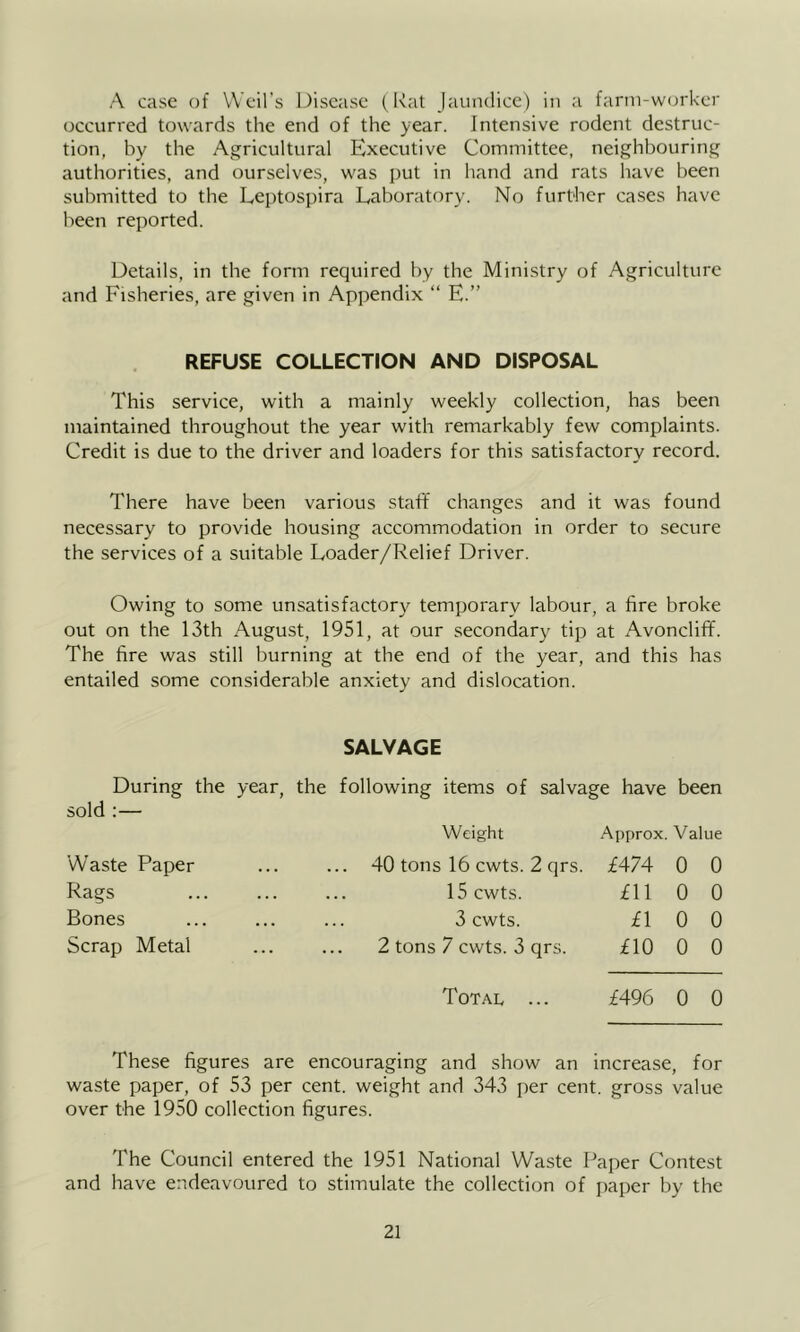 A case of Weil's Disease (Rat Jaundice) in a farm-worker
occurred towards the end of the year. Intensive rodent destruc-
tion, by the Agricultural Executive Committee, neighbouring
authorities, and ourselves, was put in hand and rats have been
submitted to the Leptospira Laboratory. No further cases have
been reported.
Details, in the form required by the Ministry of Agriculture
and Fisheries, are given in Appendix “ E.”
REFUSE COLLECTION AND DISPOSAL
This service, with a mainly weekly collection, has been
maintained throughout the year with remarkably few complaints.
Credit is due to the driver and loaders for this satisfactory record.
There have been various staff changes and it was found
necessary to provide housing accommodation in order to secure
the services of a suitable Loader/Relief Driver.
Owing to some unsatisfactory temporary labour, a fire broke
out on the 13th August, 1951, at our secondary tip at Avoncliff.
The fire was still burning at the end of the year, and this has
entailed some considerable anxiety and dislocation.
SALVAGE
During the year, the following items of salvage have been
sold :—
Weight Approx. Value
Waste Paper ... ... 40 tons 16 cwts. 2 qrs. £474 0 0
Rags ... ... ... 15 cwts. £11 0 0
Bones ... ... ... 3 cwts. £1 0 0
Scrap Metal ... ... 2 tons 7 cwts. 3 qrs. £10 0 0
Total ... £496 0 0
These figures are encouraging and show an increase, for
waste paper, of 53 per cent. weight and 343 per cent. gross value
over the 1950 collection figures.
The Council entered the 1951 National Waste Paper Contest
and have endeavoured to stimulate the collection of paper by the
21